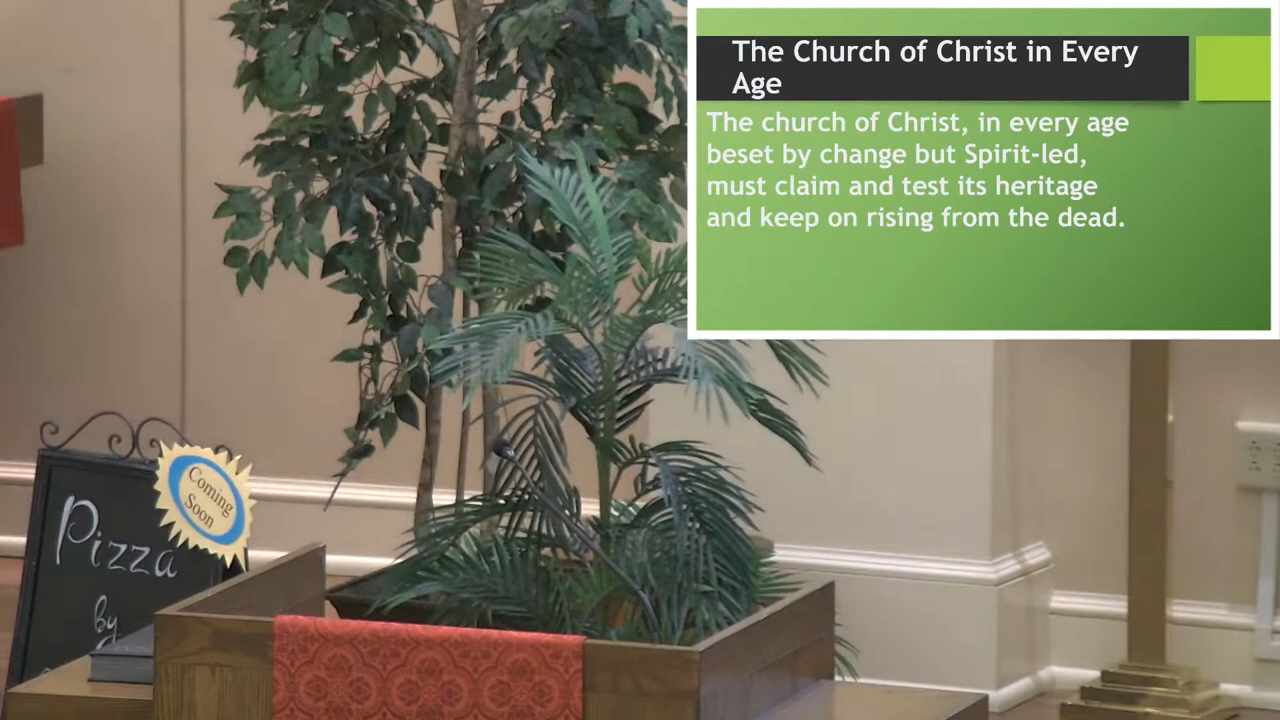 The Church of Christ in Every
Age
The church of Christ, in every age
beset by change but Spirit-led,
must claim and test its heritage
and keep on rising from the dead.
Coming
Soon
Pizza
by